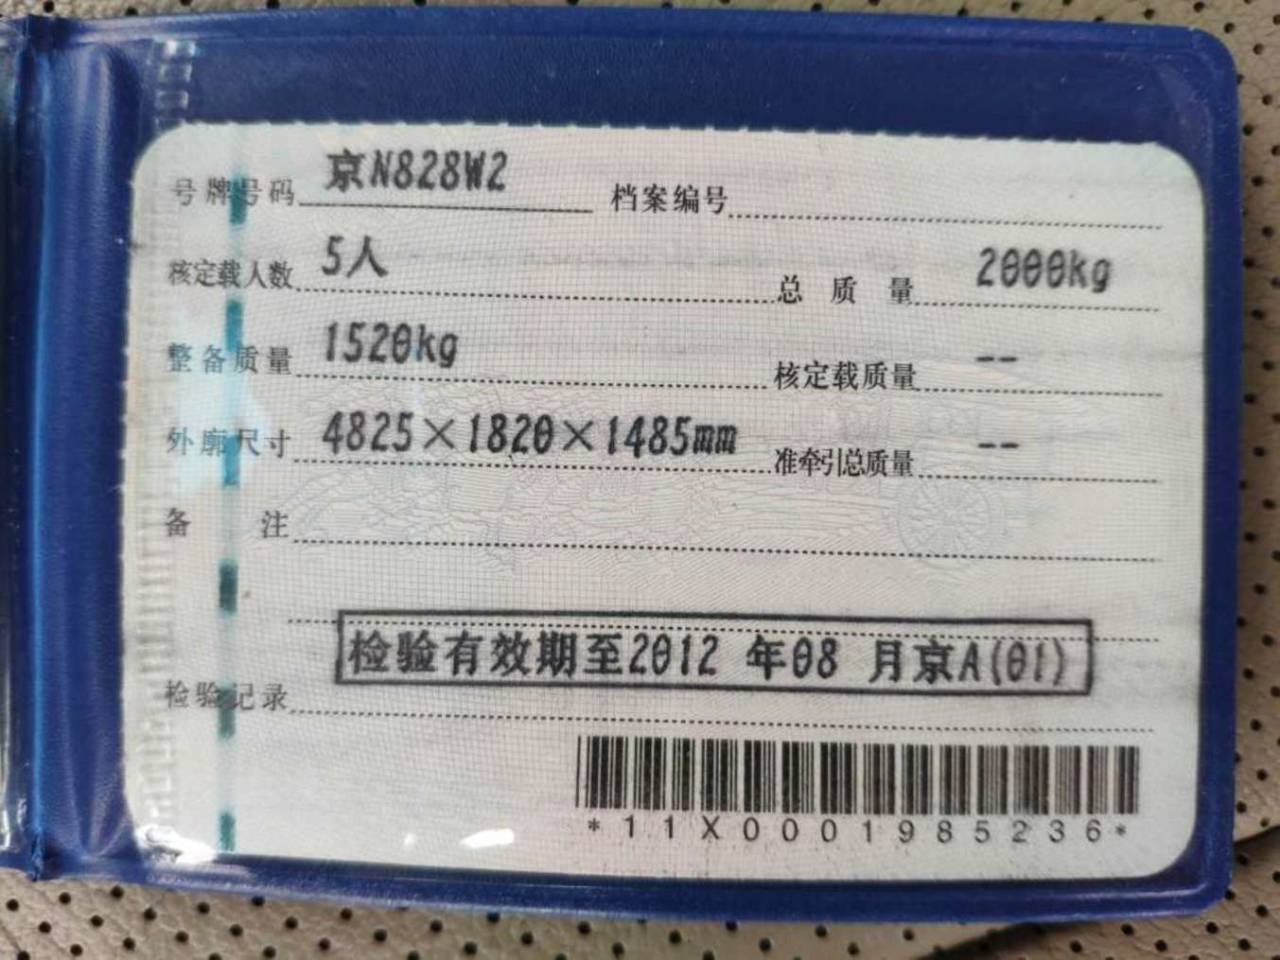 号牌号码 京N828W2 档案编号
核定载人数 5人 总质量 2000kg
整备质量 1520kg 核定载质量 --
外廓尺寸 4825×1820×1485mm 准牵引总质量 --
备注
检验有效期至2012 年08 月京A(01)
检验记录
*11X0001985236*